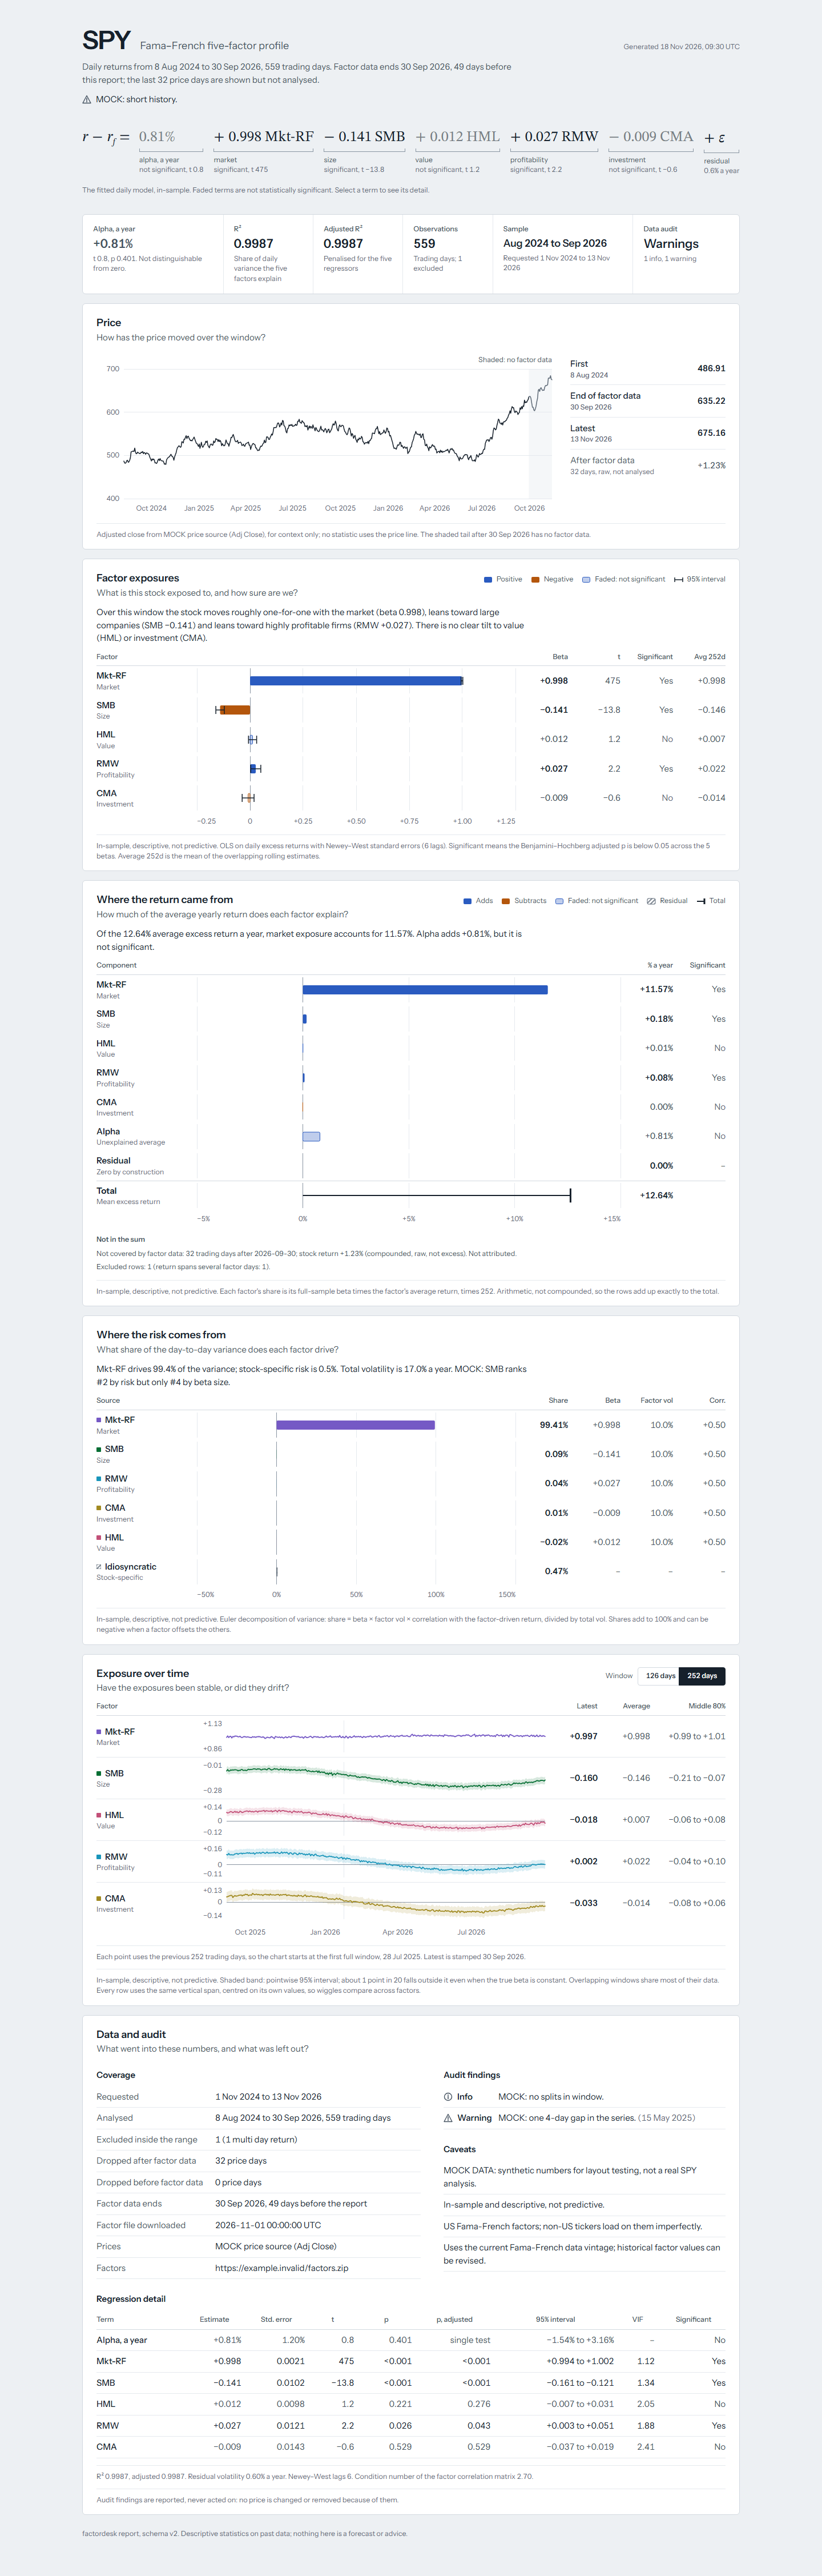 SPY Fama–French five-factor profile Generated 18 Nov 2026, 09:30 UTC
Daily returns from 8 Aug 2024 to 30 Sep 2026, 559 trading days. Factor data ends 30 Sep 2026, 49 days before
this report; the last 32 price days are shown but not analysed.
MOCK: short history.
r − rf = 0.81% + 0.998 Mkt-RF − 0.141 SMB + 0.012 HML + 0.027 RMW − 0.009 CMA + ε
alpha, a year market size value profitability investment residual
not significant, t 0.8 significant, t 475 significant, t −13.8 not significant, t 1.2 significant, t 2.2 not significant, t −0.6 0.6% a year
The fitted daily model, in-sample. Faded terms are not statistically significant. Select a term to see its detail.
Alpha, a year R² Adjusted R² Observations Sample Data audit
+0.81% 0.9987 0.9987 559 Aug 2024 to Sep 2026 Warnings
t 0.8, p 0.401. Not distinguishable Share of daily Penalised for the five Trading days; 1 Requested 1 Nov 2024 to 13 Nov 1 info, 1 warning
from zero. variance the five regressors excluded 2026
factors explain
Price
How has the price moved over the window?
Shaded: no factor data
700
600
500
400
Oct 2024 Jan 2025 Apr 2025 Jul 2025 Oct 2025 Jan 2026 Apr 2026 Jul 2026 Oct 2026
First 486.91
8 Aug 2024
End of factor data 635.22
30 Sep 2026
Latest 675.16
13 Nov 2026
After factor data +1.23%
32 days, raw, not analysed
Adjusted close from MOCK price source (Adj Close), for context only; no statistic uses the price line. The shaded tail after 30 Sep 2026 has no factor data.
Factor exposures Positive Negative Faded: not significant 95% interval
What is this stock exposed to, and how sure are we?
Over this window the stock moves roughly one-for-one with the market (beta 0.998), leans toward large
companies (SMB −0.141) and leans toward highly profitable firms (RMW +0.027). There is no clear tilt to value
(HML) or investment (CMA).
Factor Beta t Significant Avg 252d
Mkt-RF +0.998 475 Yes +0.998
Market
SMB −0.141 −13.8 Yes −0.146
Size
HML +0.012 1.2 No +0.007
Value
RMW +0.027 2.2 Yes +0.022
Profitability
CMA −0.009 −0.6 No −0.014
Investment
−0.25 0 +0.25 +0.50 +0.75 +1.00 +1.25
In-sample, descriptive, not predictive. OLS on daily excess returns with Newey–West standard errors (6 lags). Significant means the Benjamini–Hochberg adjusted p is below 0.05 across the 5
betas. Average 252d is the mean of the overlapping rolling estimates.
Where the return came from Adds Subtracts Faded: not significant Residual Total
How much of the average yearly return does each factor explain?
Of the 12.64% average excess return a year, market exposure accounts for 11.57%. Alpha adds +0.81%, but it is
not significant.
Component % a year Significant
Mkt-RF +11.57% Yes
Market
SMB +0.18% Yes
Size
HML +0.01% No
Value
RMW +0.08% Yes
Profitability
CMA 0.00% No
Investment
Alpha +0.81% No
Unexplained average
Residual 0.00% –
Zero by construction
Total +12.64%
Mean excess return
−5% 0% +5% +10% +15%
Not in the sum
Not covered by factor data: 32 trading days after 2026-09-30; stock return +1.23% (compounded, raw, not excess). Not attributed.
Excluded rows: 1 (return spans several factor days: 1).
In-sample, descriptive, not predictive. Each factor's share is its full-sample beta times the factor's average return, times 252. Arithmetic, not compounded, so the rows add up exactly to the total.
Where the risk comes from
What share of the day-to-day variance does each factor drive?
Mkt-RF drives 99.4% of the variance; stock-specific risk is 0.5%. Total volatility is 17.0% a year. MOCK: SMB ranks
#2 by risk but only #4 by beta size.
Source Share Beta Factor vol Corr.
Mkt-RF 99.41% +0.998 10.0% +0.50
Market
SMB 0.09% −0.141 10.0% +0.50
Size
RMW 0.04% +0.027 10.0% +0.50
Profitability
CMA 0.01% −0.009 10.0% +0.50
Investment
HML −0.02% +0.012 10.0% +0.50
Value
Idiosyncratic 0.47% – – –
Stock-specific
−50% 0% 50% 100% 150%
In-sample, descriptive, not predictive. Euler decomposition of variance: share = beta × factor vol × correlation with the factor-driven return, divided by total vol. Shares add to 100% and can be
negative when a factor offsets the others.
Exposure over time Window 126 days 252 days
Have the exposures been stable, or did they drift?
Factor Latest Average Middle 80%
+1.13
Mkt-RF +0.997 +0.998 +0.99 to +1.01
Market
+0.86
−0.01
SMB −0.160 −0.146 −0.21 to −0.07
Size
−0.28
+0.14
HML 0 −0.018 +0.007 −0.06 to +0.08
Value
−0.12
+0.16
RMW 0 +0.002 +0.022 −0.04 to +0.10
Profitability
−0.11
+0.13
CMA 0 −0.033 −0.014 −0.08 to +0.06
Investment
−0.14
Oct 2025 Jan 2026 Apr 2026 Jul 2026
Each point uses the previous 252 trading days, so the chart starts at the first full window, 28 Jul 2025. Latest is stamped 30 Sep 2026.
In-sample, descriptive, not predictive. Shaded band: pointwise 95% interval; about 1 point in 20 falls outside it even when the true beta is constant. Overlapping windows share most of their data.
Every row uses the same vertical span, centred on its own values, so wiggles compare across factors.
Data and audit
What went into these numbers, and what was left out?
Coverage
Requested 1 Nov 2024 to 13 Nov 2026
Analysed 8 Aug 2024 to 30 Sep 2026, 559 trading days
Excluded inside the range 1 (1 multi day return)
Dropped after factor data 32 price days
Dropped before factor data 0 price days
Factor data ends 30 Sep 2026, 49 days before the report
Factor file downloaded 2026-11-01 00:00:00 UTC
Prices MOCK price source (Adj Close)
Factors https://example.invalid/factors.zip
Audit findings
Info MOCK: no splits in window.
Warning MOCK: one 4-day gap in the series. (15 May 2025)
Caveats
MOCK DATA: synthetic numbers for layout testing, not a real SPY
analysis.
In-sample and descriptive, not predictive.
US Fama-French factors; non-US tickers load on them imperfectly.
Uses the current Fama-French data vintage; historical factor values can
be revised.
Regression detail
Term Estimate Std. error t p p, adjusted 95% interval VIF Significant
Alpha, a year +0.81% 1.20% 0.8 0.401 single test −1.54% to +3.16% – No
Mkt-RF +0.998 0.0021 475 <0.001 <0.001 +0.994 to +1.002 1.12 Yes
SMB −0.141 0.0102 −13.8 <0.001 <0.001 −0.161 to −0.121 1.34 Yes
HML +0.012 0.0098 1.2 0.221 0.276 −0.007 to +0.031 2.05 No
RMW +0.027 0.0121 2.2 0.026 0.043 +0.003 to +0.051 1.88 Yes
CMA −0.009 0.0143 −0.6 0.529 0.529 −0.037 to +0.019 2.41 No
R² 0.9987, adjusted 0.9987. Residual volatility 0.60% a year. Newey–West lags 6. Condition number of the factor correlation matrix 2.70.
Audit findings are reported, never acted on: no price is changed or removed because of them.
factordesk report, schema v2. Descriptive statistics on past data; nothing here is a forecast or advice.